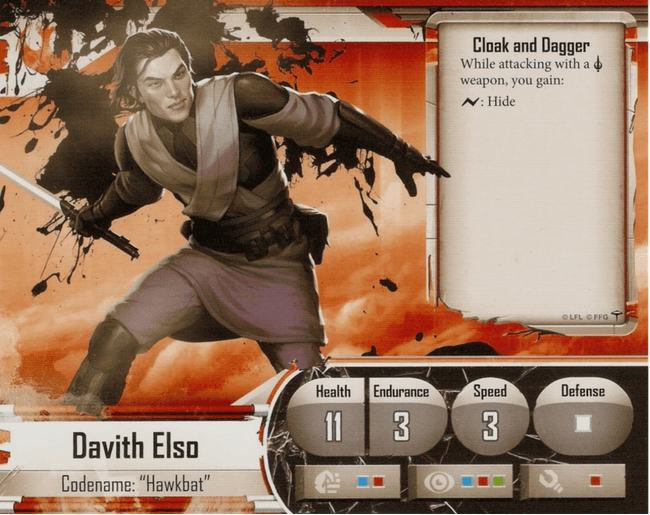 Cloak and Dagger
While attacking with a
weapon, you gain:
: Hide
© LFL © FFG
Health
Endurance
Speed
Defense
11
3
3
Davith Elso
Codename: "Hawkbat"